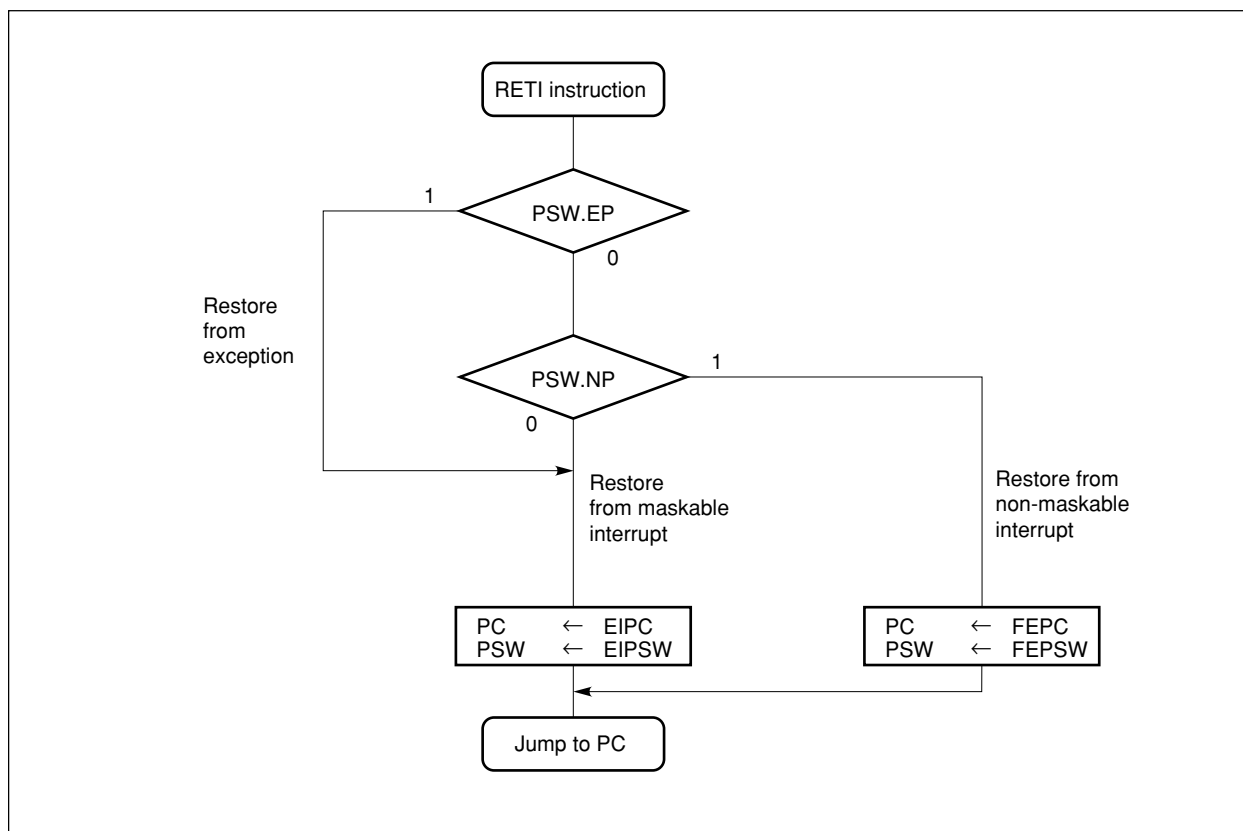 RETI instruction
1
PSW.EP
0
Restore
from
exception
1
PSW.NP
0
Restore
from maskable
interrupt
Restore from
non-maskable
interrupt
PC ← EIPC
PSW ← EIPSW
PC ← FEPC
PSW ← FEPSW
Jump to PC